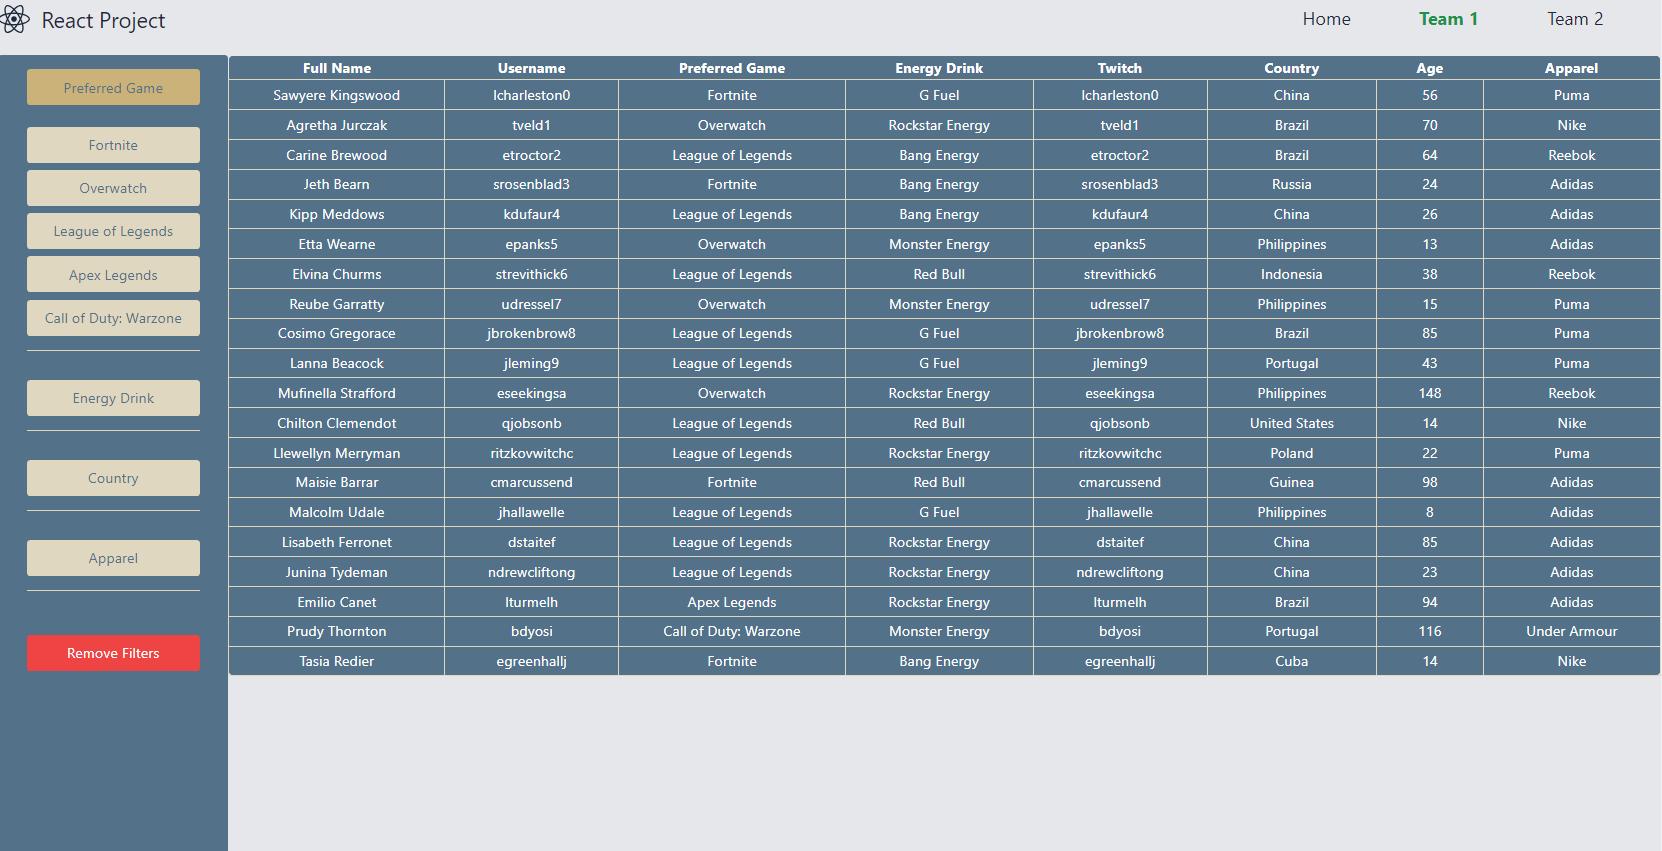 React Project
Home Team 1 Team 2
Preferred Game
Fortnite
Overwatch
League of Legends
Apex Legends
Call of Duty: Warzone
Energy Drink
Country
Apparel
Remove Filters
Full Name Username Preferred Game Energy Drink Twitch Country Age Apparel
Sawyere Kingswood lcharleston0 Fortnite G Fuel lcharleston0 China 56 Puma
Agretha Jurczak tveld1 Overwatch Rockstar Energy tveld1 Brazil 70 Nike
Carine Brewood etroctor2 League of Legends Bang Energy etroctor2 Brazil 64 Reebok
Jeth Bearn srosenblad3 Fortnite Bang Energy srosenblad3 Russia 24 Adidas
Kipp Meddows kdufaur4 League of Legends Bang Energy kdufaur4 China 26 Adidas
Etta Wearne epanks5 Overwatch Monster Energy epanks5 Philippines 13 Adidas
Elvina Churms strevithick6 League of Legends Red Bull strevithick6 Indonesia 38 Reebok
Reube Garratty udressel7 Overwatch Monster Energy udressel7 Philippines 15 Puma
Cosimo Gregorace jbrokenbrow8 League of Legends G Fuel jbrokenbrow8 Brazil 85 Puma
Lanna Beacock jleming9 League of Legends G Fuel jleming9 Portugal 43 Puma
Mufinella Strafford eseekingsa Overwatch Rockstar Energy eseekingsa Philippines 148 Reebok
Chilton Clemendot qjobsonb League of Legends Red Bull qjobsonb United States 14 Nike
Llewellyn Merryman ritzkovwitchc League of Legends Rockstar Energy ritzkovwitchc Poland 22 Puma
Maisie Barrar cmarcussend Fortnite Red Bull cmarcussend Guinea 98 Adidas
Malcolm Udale jhallawelle League of Legends G Fuel jhallawelle Philippines 8 Adidas
Lisabeth Ferronet dstaitef League of Legends Rockstar Energy dstaitef China 85 Adidas
Junina Tydeman ndrewcliftong League of Legends Rockstar Energy ndrewcliftong China 23 Adidas
Emilio Canet lturmelh Apex Legends Rockstar Energy lturmelh Brazil 94 Adidas
Prudy Thornton bdyosi Call of Duty: Warzone Monster Energy bdyosi Portugal 116 Under Armour
Tasia Redier egreenhallj Fortnite Bang Energy egreenhallj Cuba 14 Nike